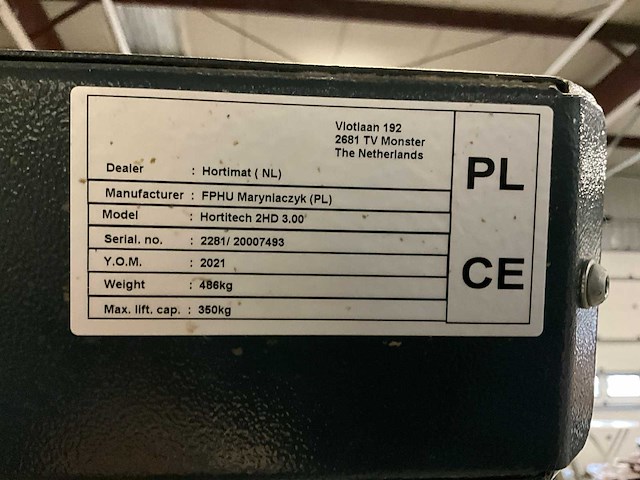 Vlotlaan 192
2681 TV Monster
The Netherlands
Dealer : Hortimat ( NL)
Manufacturer : FPHU Maryniaczyk (PL)
Model : Hortitech 2HD 3.00
Serial. no. : 2281/ 20007493
Y.O.M. : 2021
Weight : 486kg
Max. lift. cap. : 350kg
PL
CE